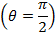 (θ = π/2)